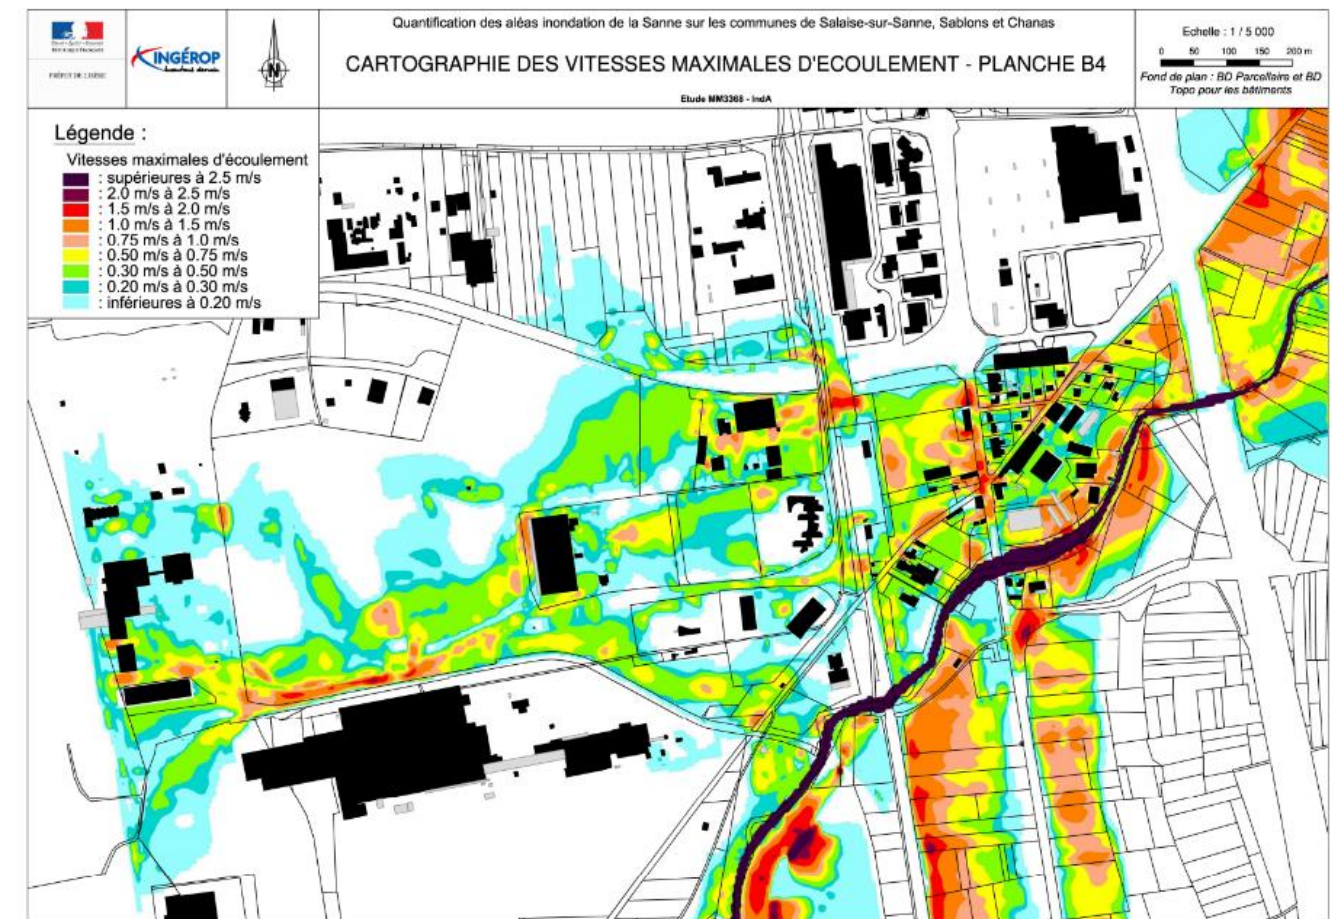 Quantification des aléas inondation de la Sanne sur les communes de Salaise-sur-Sanne, Sablons et Chanas
CARTOGRAPHIE DES VITESSES MAXIMALES D'ECOULEMENT - PLANCHE B4
Etude MM3368 - IndA
INGÉROP
N
Echelle : 1 / 5 000
0 50 100 150 200 m
Fond de plan : BD Parcellaire et BD
Topo pour les bâtiments
Légende :
Vitesses maximales d'écoulement
: supérieures à 2.5 m/s
: 2.0 m/s à 2.5 m/s
: 1.5 m/s à 2.0 m/s
: 1.0 m/s à 1.5 m/s
: 0.75 m/s à 1.0 m/s
: 0.50 m/s à 0.75 m/s
: 0.30 m/s à 0.50 m/s
: 0.20 m/s à 0.30 m/s
: inférieures à 0.20 m/s